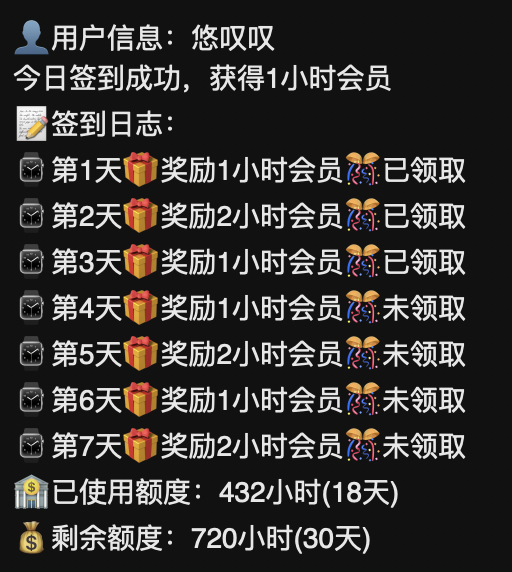 👤用户信息：悠叹叹
今日签到成功，获得1小时会员
📝签到日志：
⌚第1天🎁奖励1小时会员🎊已领取
⌚第2天🎁奖励2小时会员🎊已领取
⌚第3天🎁奖励1小时会员🎊已领取
⌚第4天🎁奖励1小时会员🎊未领取
⌚第5天🎁奖励2小时会员🎊未领取
⌚第6天🎁奖励1小时会员🎊未领取
⌚第7天🎁奖励2小时会员🎊未领取
🏦已使用额度：432小时(18天)
💰剩余额度：720小时(30天)